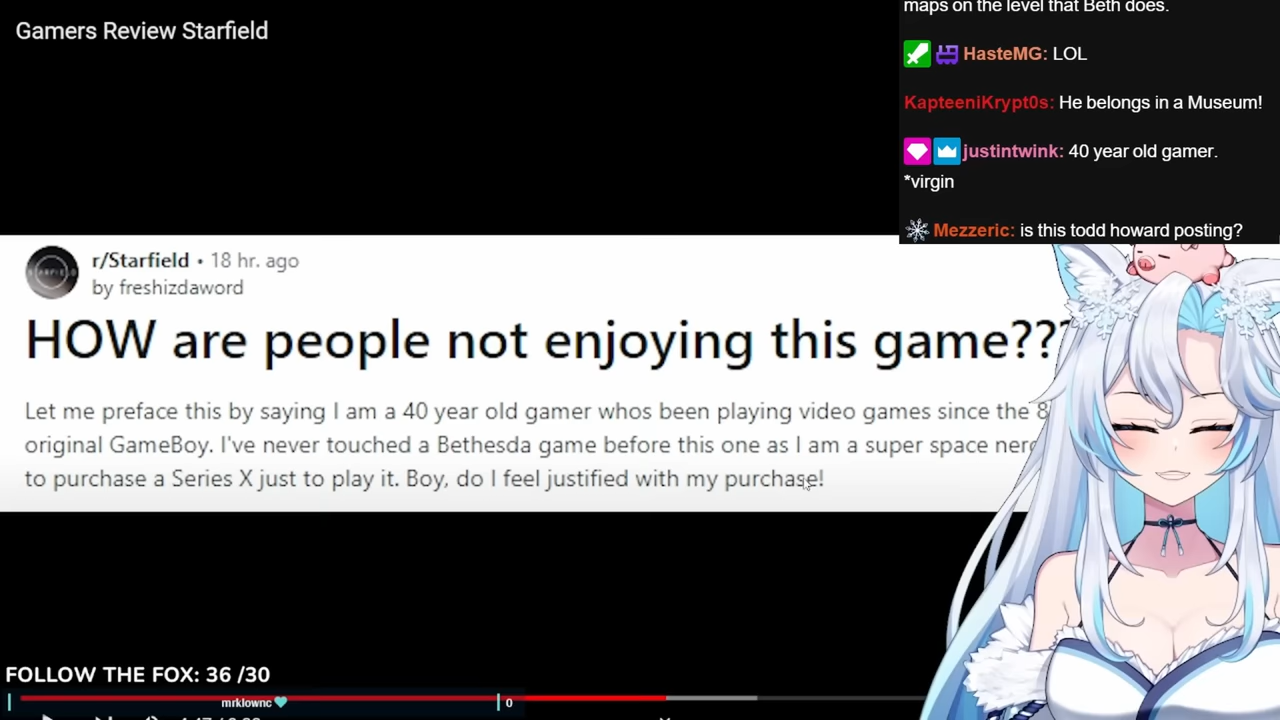 Gamers Review Starfield
maps on the level that Beth does.
HasteMG: LOL
KapteeniKrypt0s: He belongs in a Museum!
justintwink: 40 year old gamer.
*virgin
Mezzeric: is this todd howard posting?
r/Starfield • 18 hr. ago
by freshizdaword
HOW are people not enjoying this game???
Let me preface this by saying I am a 40 year old gamer whos been playing video games since the 8
original GameBoy. I've never touched a Bethesda game before this one as I am a super space
to purchase a Series X just to play it. Boy, do I feel justified with my purchase!
FOLLOW THE FOX: 36 /30
mrklownc 0